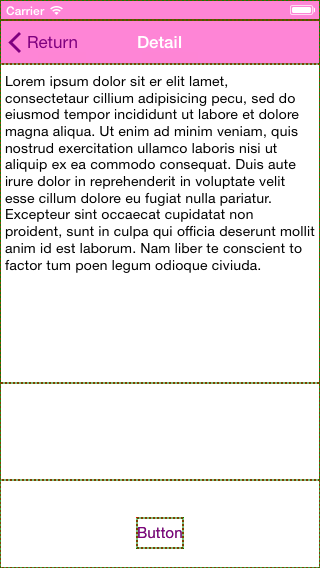 Carrier
Return
Detail
Lorem ipsum dolor sit er elit lamet,
consectetaur cillium adipisicing pecu, sed do
eiusmod tempor incididunt ut labore et dolore
magna aliqua. Ut enim ad minim veniam, quis
nostrud exercitation ullamco laboris nisi ut
aliquip ex ea commodo consequat. Duis aute
irure dolor in reprehenderit in voluptate velit
esse cillum dolore eu fugiat nulla pariatur.
Excepteur sint occaecat cupidatat non
proident, sunt in culpa qui officia deserunt mollit
anim id est laborum. Nam liber te conscient to
factor tum poen legum odioque civiuda.
Button